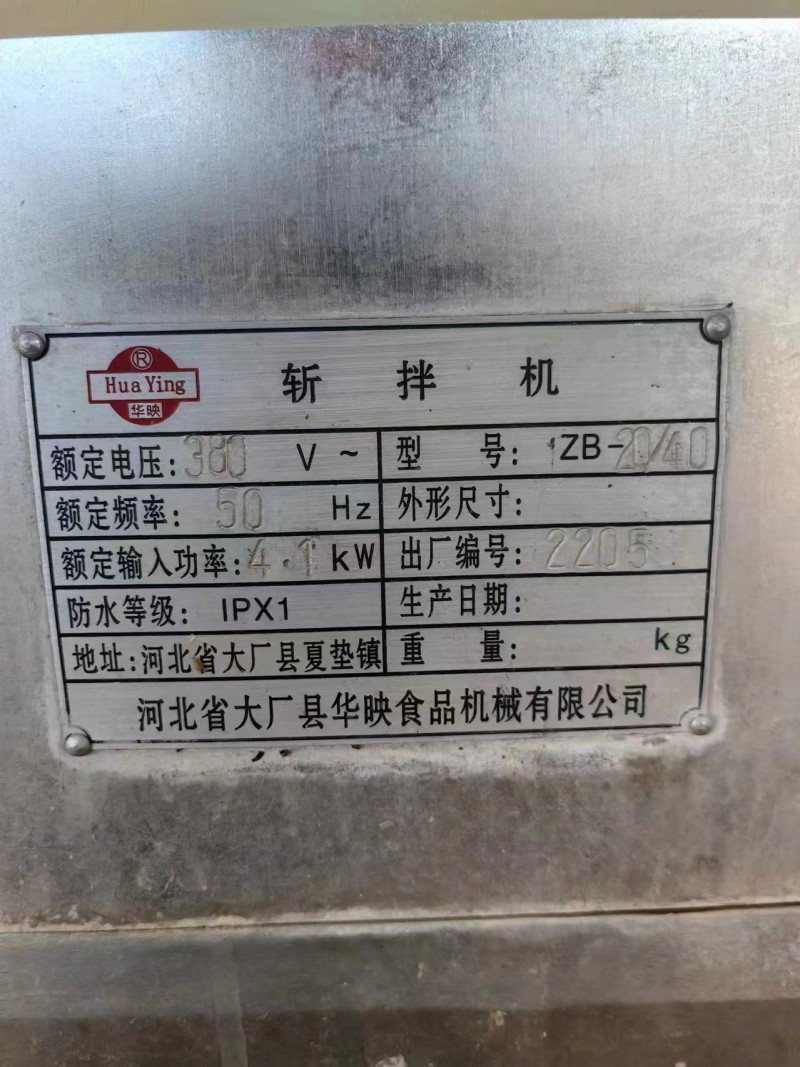 ® Hua Ying 华映 斩拌机
额定电压: 380 V ~ 型 号: ZB-20/40
额定频率: 50 Hz 外形尺寸:
额定输入功率: 4.1 kW 出厂编号: 2205
防水等级: IPX1 生产日期:
地址:河北省大厂县夏垫镇 重 量: kg
河北省大厂县华映食品机械有限公司